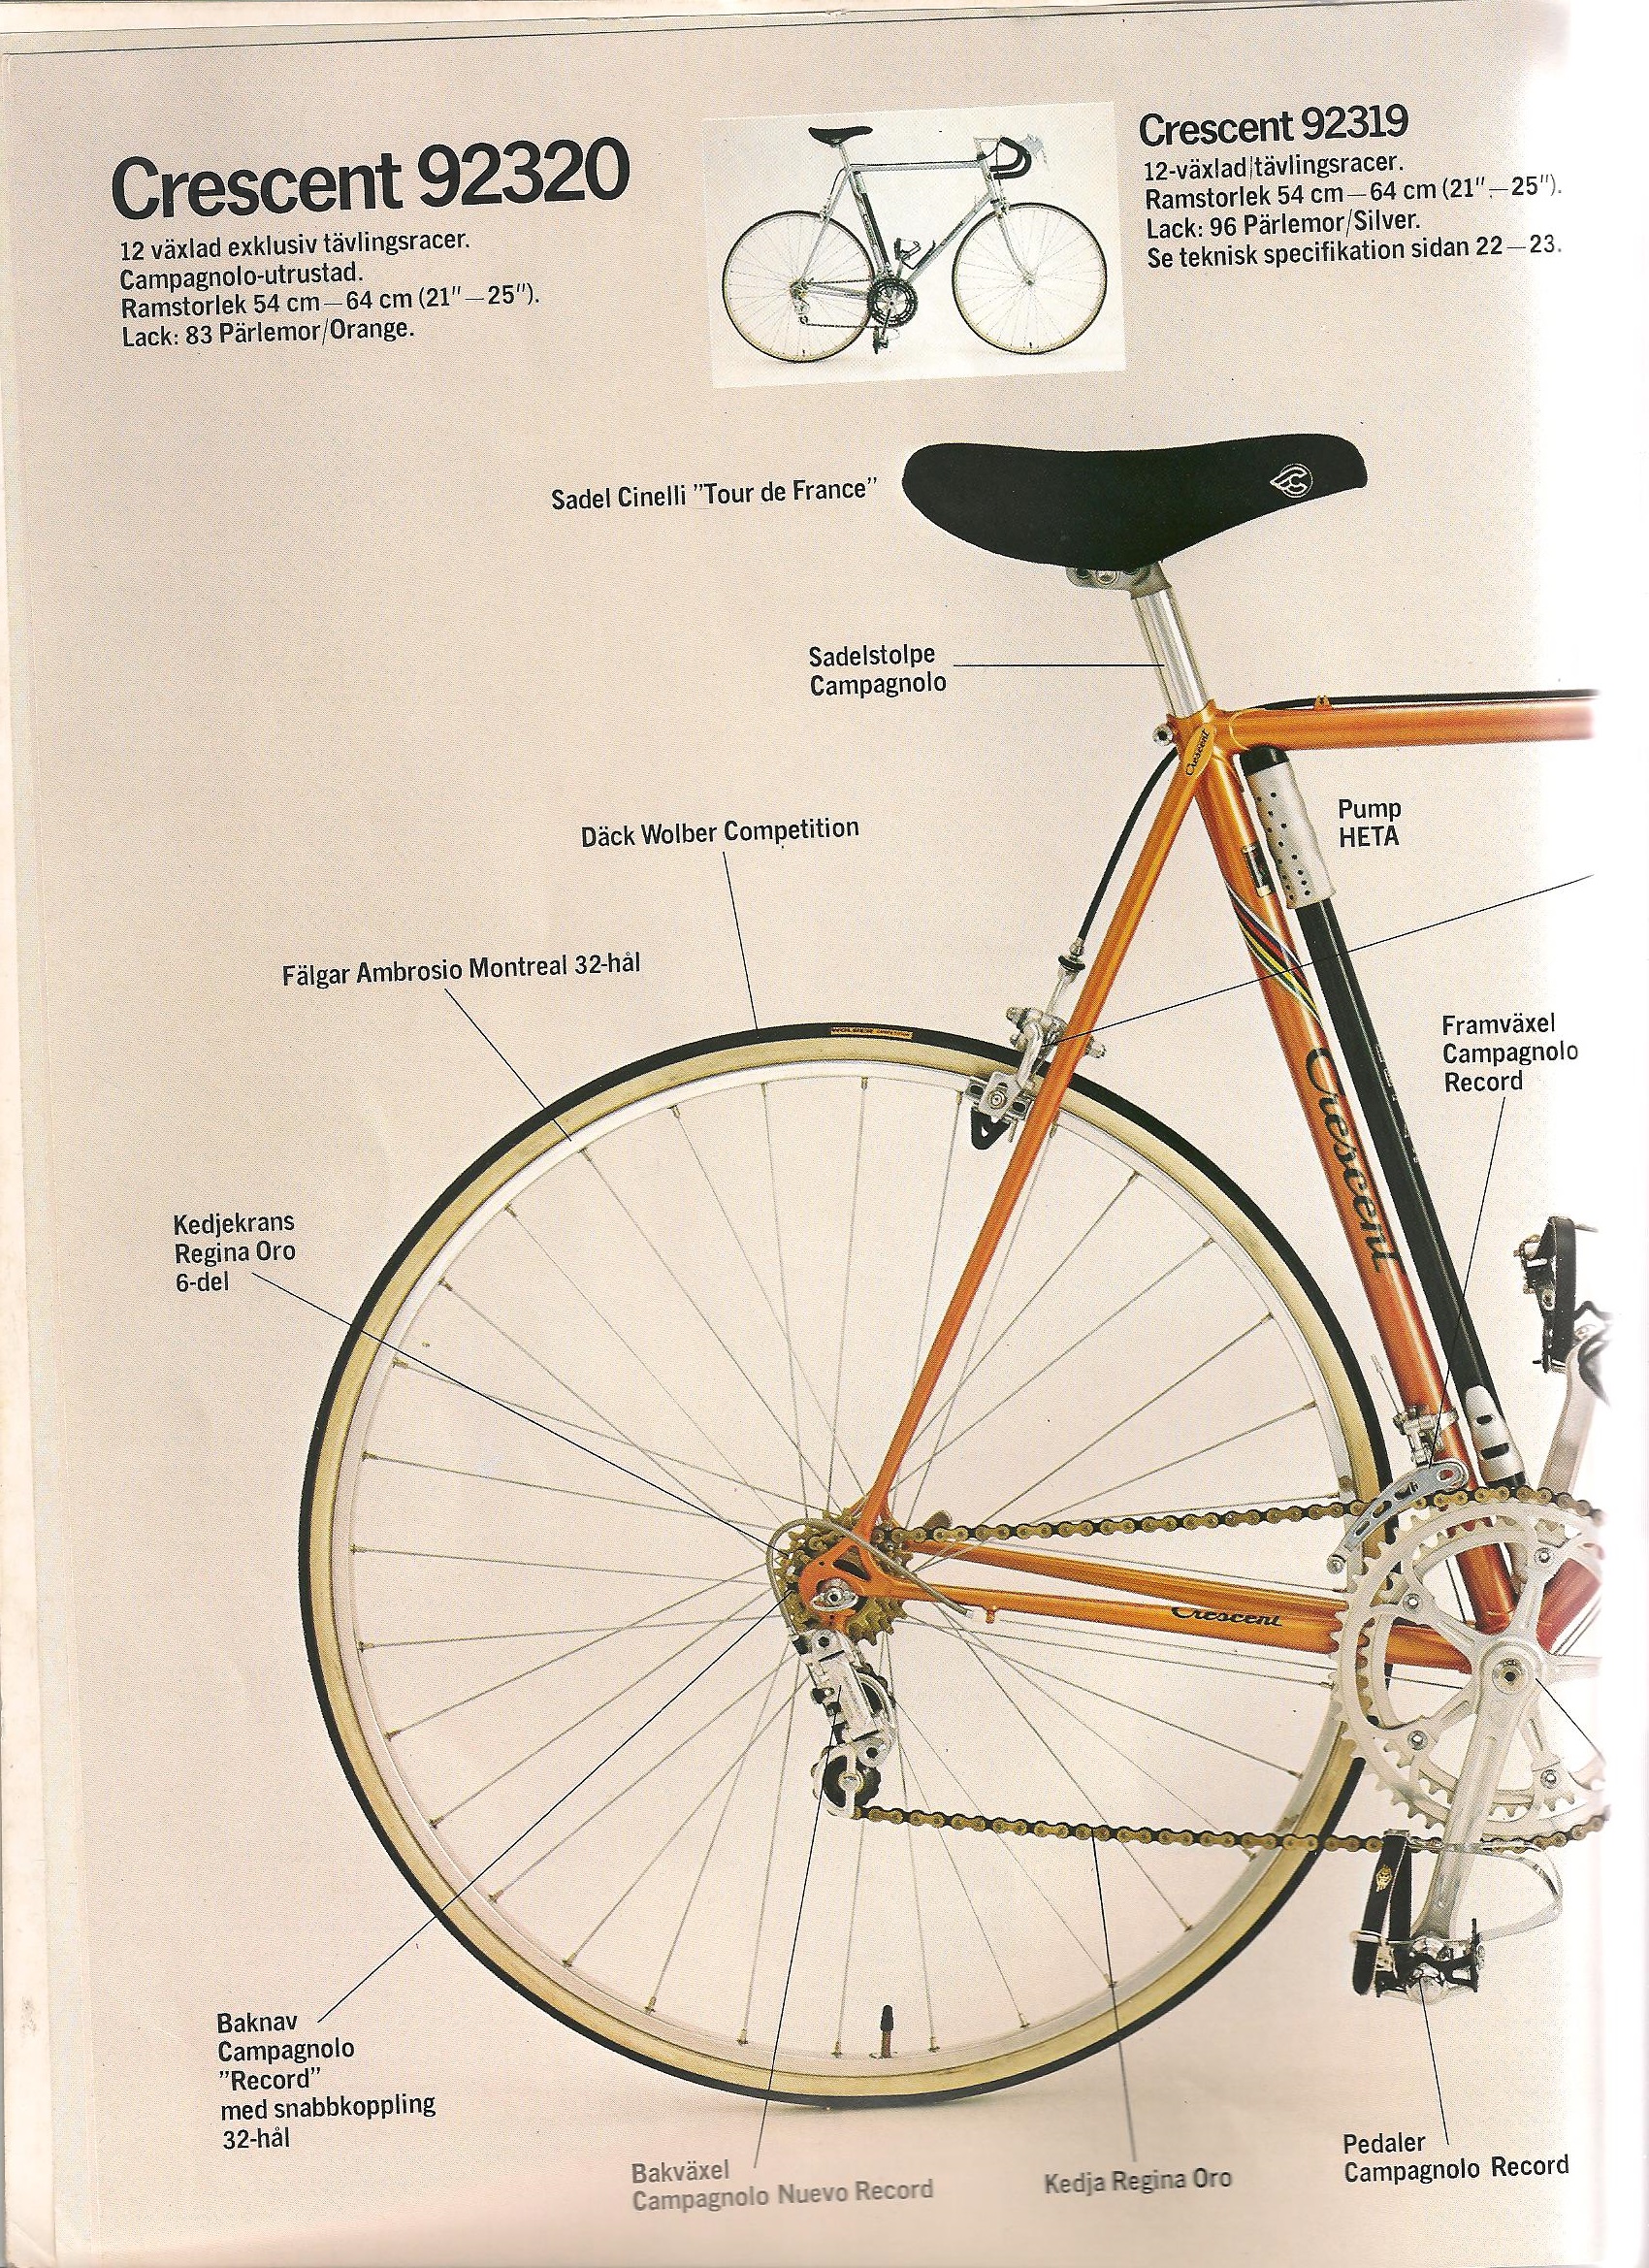 Crescent 92320
12 växlad exklusiv tävlingsracer.
Campagnolo-utrustad.
Ramstorlek 54 cm—64 cm (21″—25″).
Lack: 83 Pärlemor/Orange.
Crescent 92319
12-växlad tävlingsracer.
Ramstorlek 54 cm—64 cm (21″—25″).
Lack: 96 Pärlemor/Silver.
Se teknisk specifikation sidan 22—23.
Sadel Cinelli ”Tour de France”
Sadelstolpe
Campagnolo
Crescent
Pump
HETA
Däck Wolber Competition
Fälgar Ambrosio Montreal 32-hål
WOLBER COMPETITION
Framväxel
Campagnolo
Record
Crescent
Kedjekrans
Regina Oro
6-del
Crescent
Baknav
Campagnolo
”Record”
med snabbkoppling
32-hål
Bakväxel
Campagnolo Nuevo Record
Kedja Regina Oro
Pedaler
Campagnolo Record